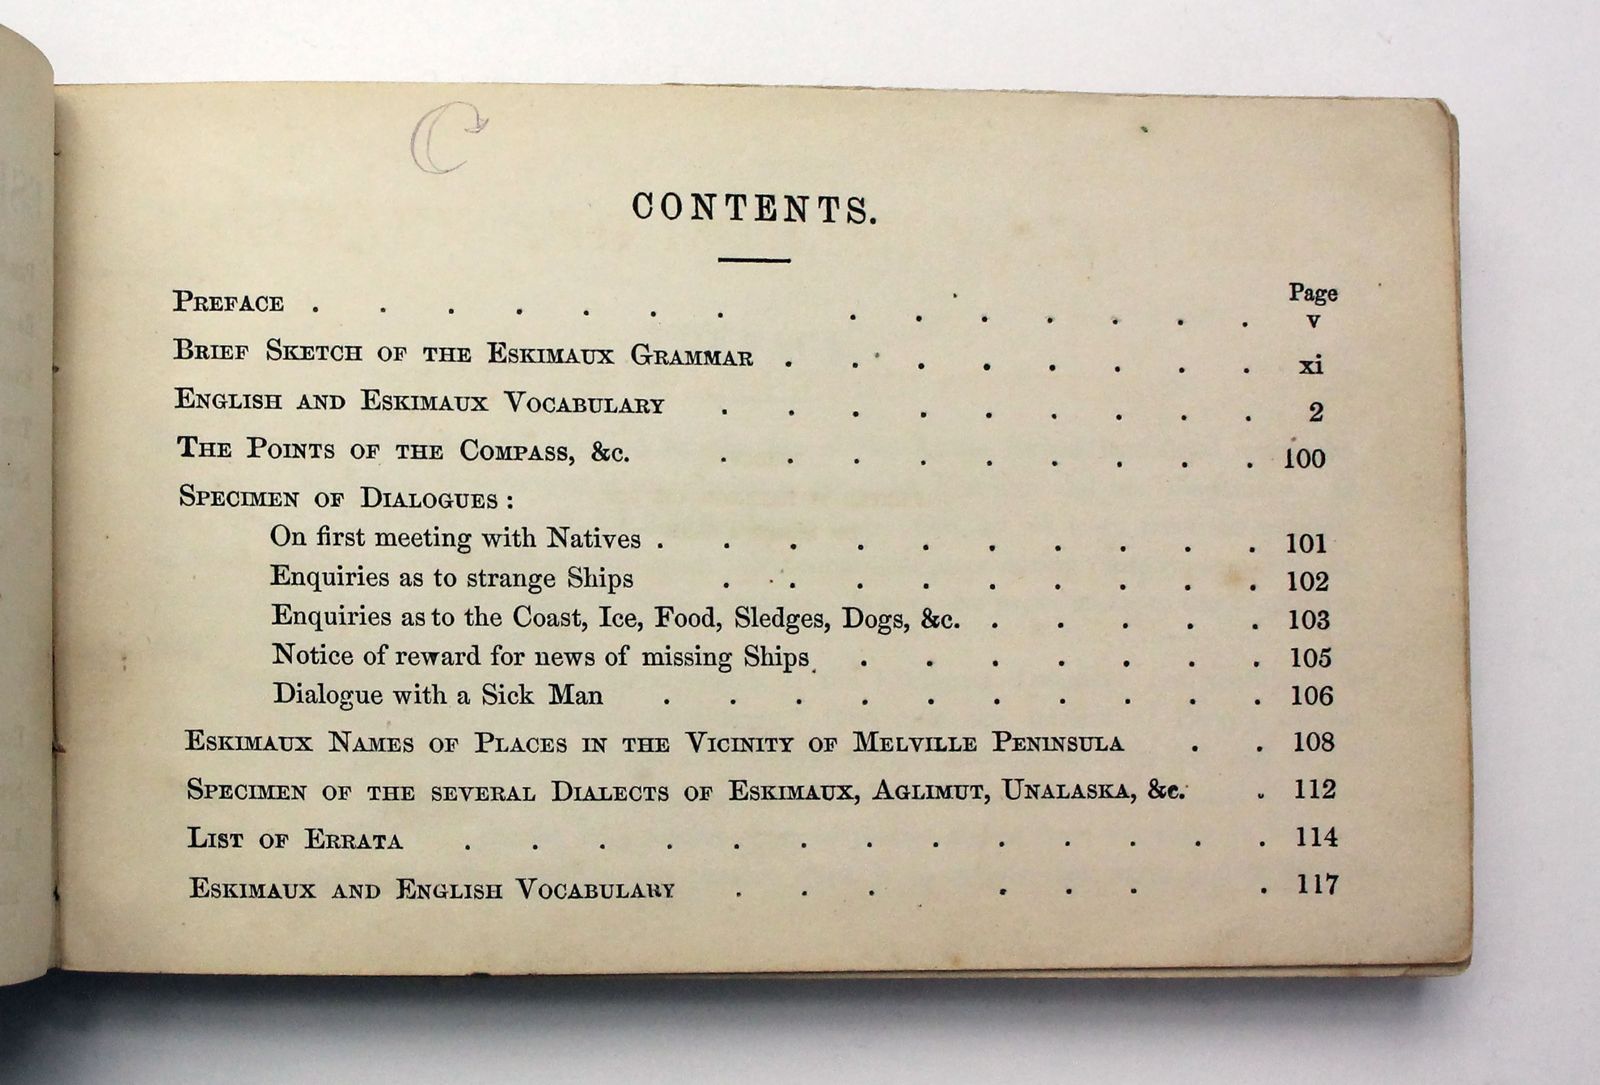 C
CONTENTS.
Page
PREFACE . . . . . . . . . . . . . . v
BRIEF SKETCH OF THE ESKIMAUX GRAMMAR . . . . . . . . xi
ENGLISH AND ESKIMAUX VOCABULARY . . . . . . . . . 2
THE POINTS OF THE COMPASS, &c. . . . . . . . . . 100
SPECIMEN OF DIALOGUES :
On first meeting with Natives . . . . . . . . . . 101
Enquiries as to strange Ships . . . . . . . . . 102
Enquiries as to the Coast, Ice, Food, Sledges, Dogs, &c. . . . . . 103
Notice of reward for news of missing Ships. . . . . . . . 105
Dialogue with a Sick Man . . . . . . . . . . 106
ESKIMAUX NAMES OF PLACES IN THE VICINITY OF MELVILLE PENINSULA . . 108
SPECIMEN OF THE SEVERAL DIALECTS OF ESKIMAUX, AGLIMUT, UNALASKA, &c. . 112
LIST OF ERRATA . . . . . . . . . . . . . 114
ESKIMAUX AND ENGLISH VOCABULARY . . . . . . . 117